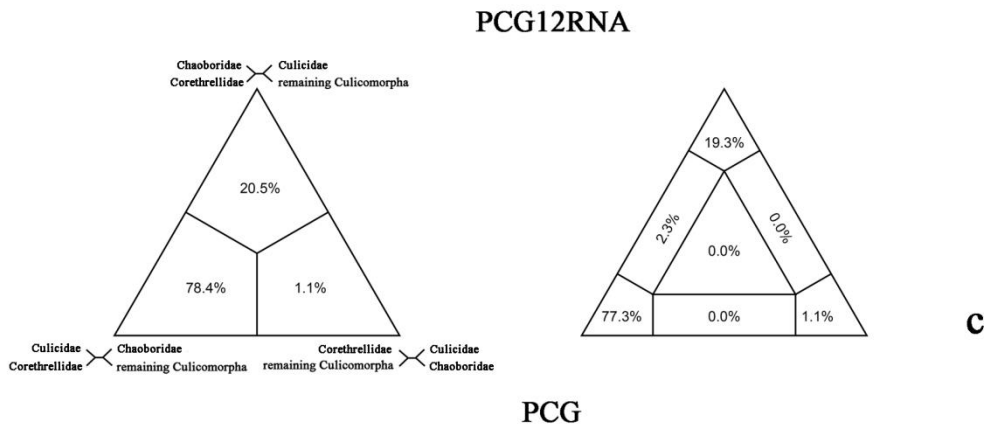 PCG12RNA
Chaoboridae Culicidae
Corethrellidae remaining Culicomorpha
20.5%
78.4% 1.1%
Culicidae Chaoboridae
Corethrellidae remaining Culicomorpha
Corethrellidae Culicidae
remaining Culicomorpha Chaoboridae
19.3%
2.3% 0.0%
0.0%
77.3% 0.0% 1.1%
c
PCG